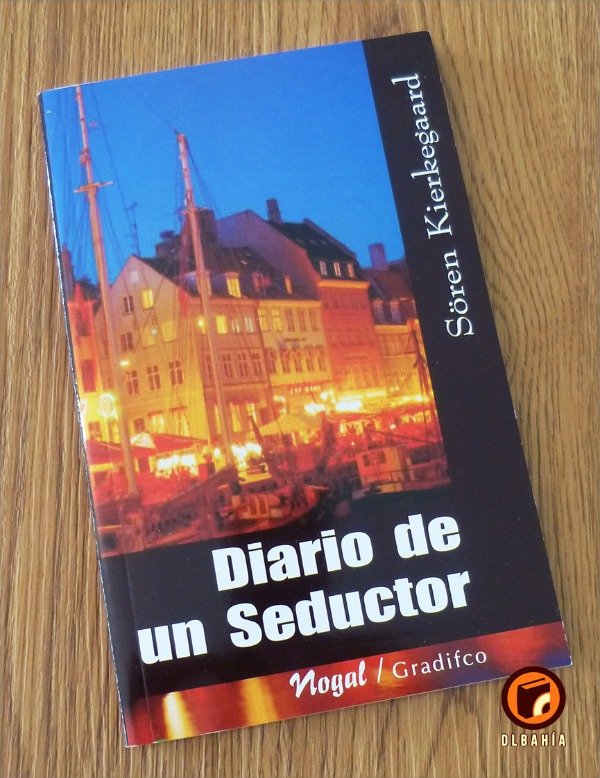 Sören Kierkegaard
Diario de
un Seductor
Nogal / Gradifco
DLBAHÍA